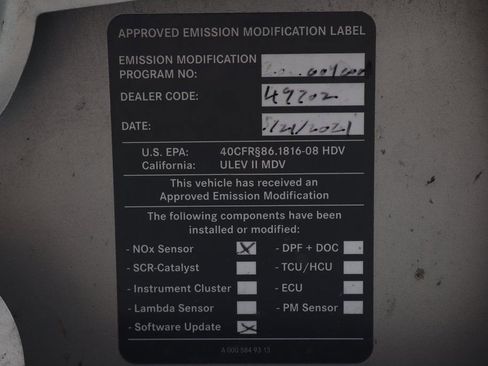 APPROVED EMISSION MODIFICATION LABEL
EMISSION MODIFICATION
PROGRAM NO:
DEALER CODE: 49202
DATE: /21/2021
U.S. EPA: 40CFR§86.1816-08 HDV
California: ULEV II MDV
This vehicle has received an
Approved Emission Modification
The following components have been
installed or modified:
- NOx Sensor - DPF + DOC
- SCR-Catalyst - TCU/HCU
- Instrument Cluster - ECU
- Lambda Sensor - PM Sensor
- Software Update
A 000 584 93 13